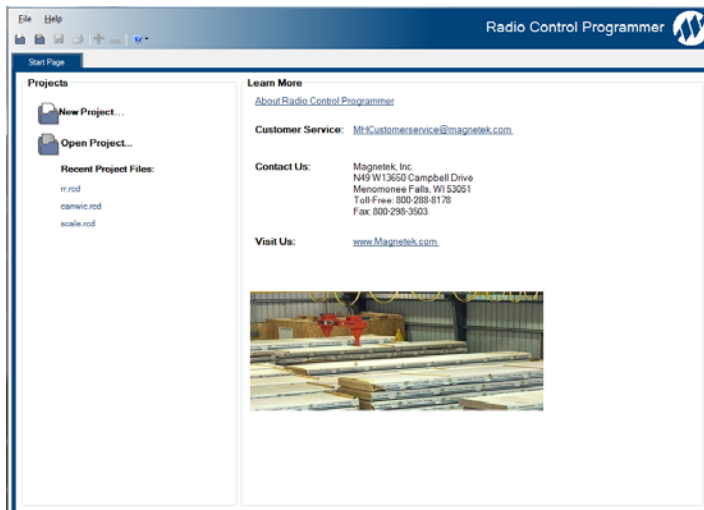 File Help
Radio Control Programmer
Start Page
Projects
New Project...
Open Project...
Recent Project Files:
rr.rcd
canwic.rcd
scale.rcd
Learn More
About Radio Control Programmer
Customer Service: MHCustomerservice@magnetek.com
Contact Us: Magnetek, Inc.
N49 W13650 Campbell Drive
Menomonee Falls, WI 53051
Toll-Free: 800-288-8178
Fax: 800-298-3503
Visit Us: www.Magnetek.com